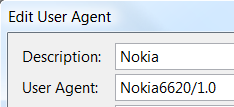 Edit User Agent
Description: Nokia
User Agent: Nokia6620/1.0